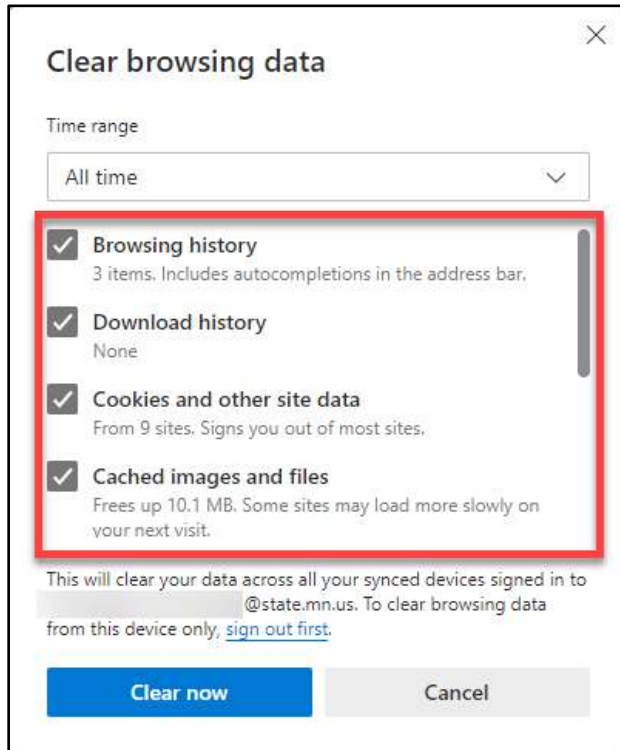 Clear browsing data
Time range
All time
Browsing history
3 items. Includes autocompletions in the address bar.
Download history
None
Cookies and other site data
From 9 sites. Signs you out of most sites.
Cached images and files
Frees up 10.1 MB. Some sites may load more slowly on
your next visit.
This will clear your data across all your synced devices signed in to
@state.mn.us. To clear browsing data
from this device only, sign out first.
Clear now
Cancel